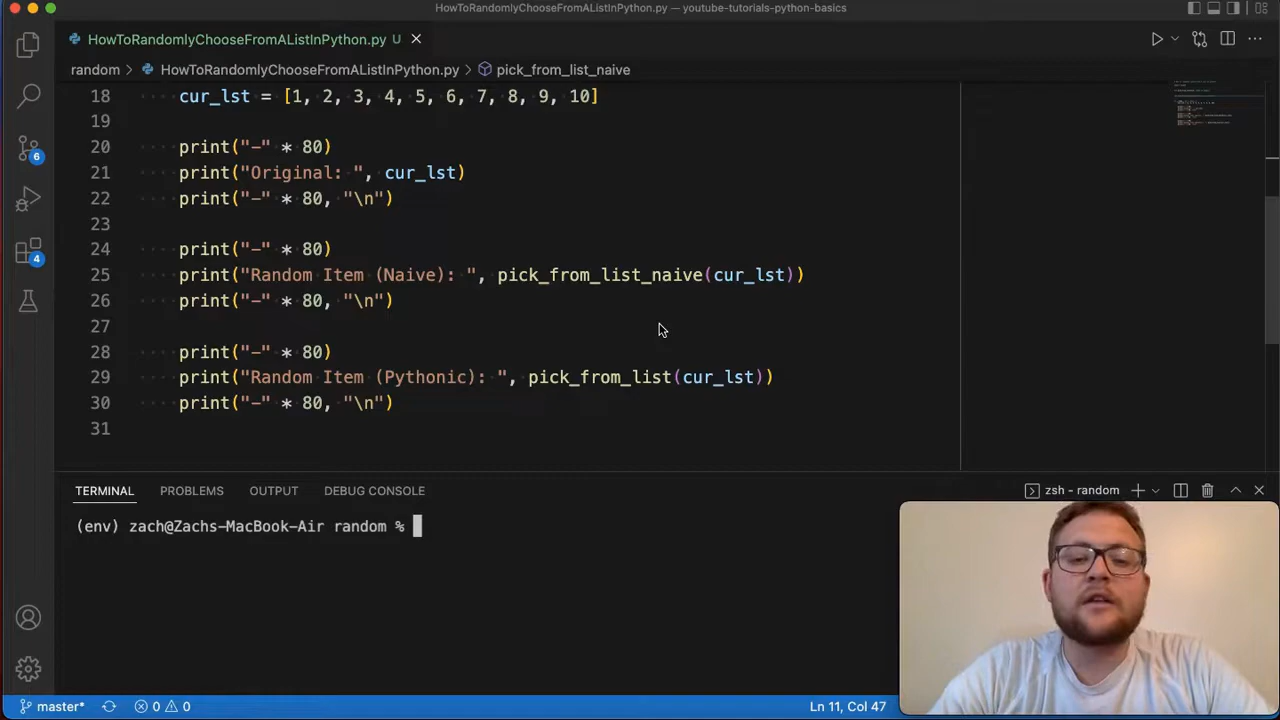 HowToRandomlyChooseFromAListInPython.py — youtube-tutorials-python-basics
HowToRandomlyChooseFromAListInPython.py U
random > HowToRandomlyChooseFromAListInPython.py > pick_from_list_naive
18 cur_lst = [1, 2, 3, 4, 5, 6, 7, 8, 9, 10]
19
20 print("-" * 80)
21 print("Original: ", cur_lst)
22 print("-" * 80, "\n")
23
24 print("-" * 80)
25 print("Random Item (Naive): ", pick_from_list_naive(cur_lst))
26 print("-" * 80, "\n")
27
28 print("-" * 80)
29 print("Random Item (Pythonic): ", pick_from_list(cur_lst))
30 print("-" * 80, "\n")
31
6
4
TERMINAL PROBLEMS OUTPUT DEBUG CONSOLE zsh - random
(env) zach@Zachs-MacBook-Air random %
master* 0 0 Ln 11, Col 47